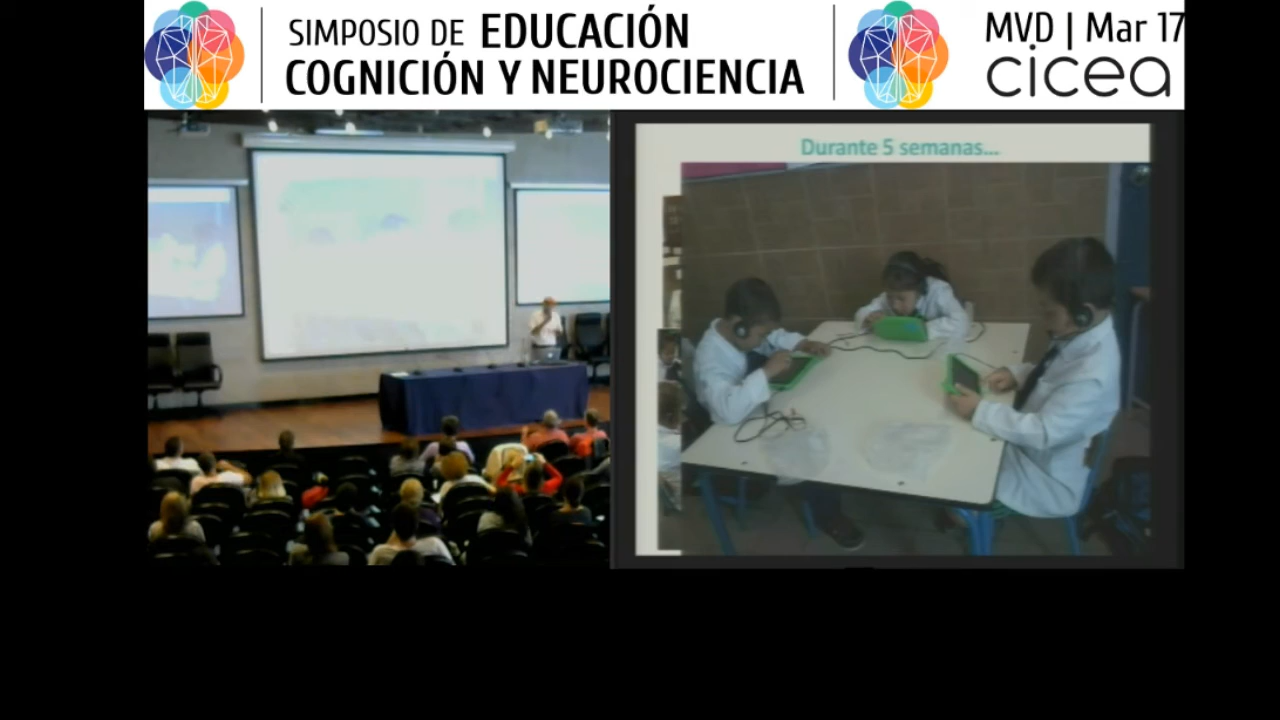 SIMPOSIO DE EDUCACIÓN
COGNICIÓN Y NEUROCIENCIA
MVD | Mar 17
cicea
Durante 5 semanas...